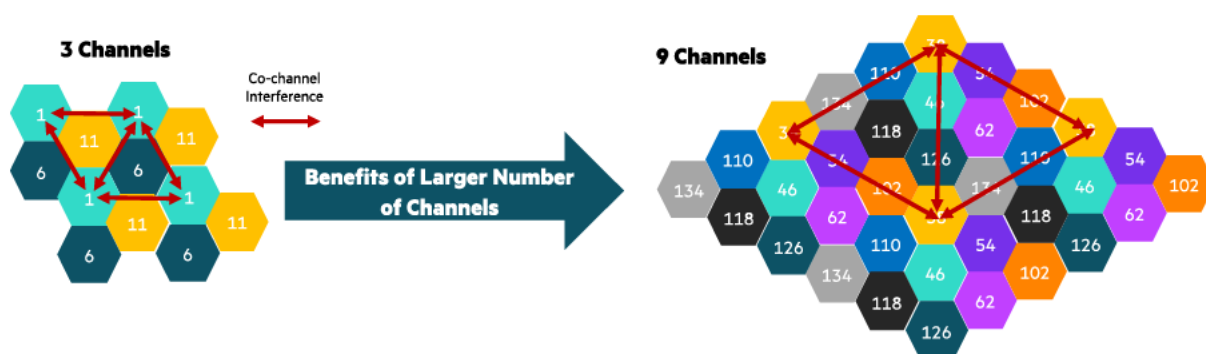 3 Channels
Co-channel
Interference
1 1
11 11
6 6
1 1
11 11
6 6
Benefits of Larger Number
of Channels
9 Channels
110 54
134 46 102
118 62
110 54 126 110 54
134 46 102 134 46 102
118 62 118 62
126 110 54 126
134 46 102
118 62
126